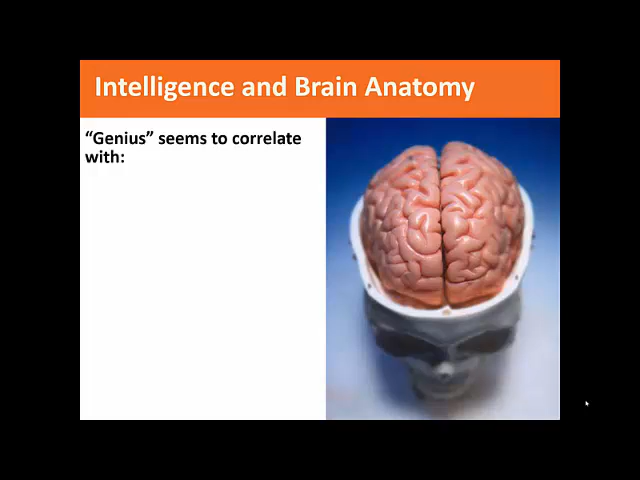 Intelligence and Brain Anatomy
“Genius” seems to correlate
with: